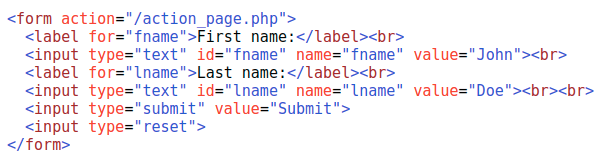 <form action="/action_page.php">
  <label for="fname">First name:</label><br>
  <input type="text" id="fname" name="fname" value="John"><br>
  <label for="lname">Last name:</label><br>
  <input type="text" id="lname" name="lname" value="Doe"><br><br>
  <input type="submit" value="Submit">
  <input type="reset">
</form>